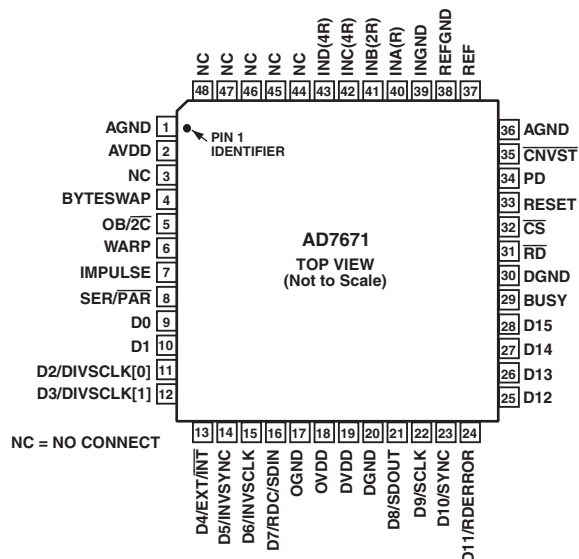 NC
NC
NC
NC
NC
IND(4R)
INC(4R)
INB(2R)
INA(R)
INGND
REFGND
REF
48 47 46 45 44 43 42 41 40 39 38 37
AGND 1
AVDD 2
NC 3
BYTESWAP 4
OB/2C 5
WARP 6
IMPULSE 7
SER/PAR 8
D0 9
D1 10
D2/DIVSCLK[0] 11
D3/DIVSCLK[1] 12
PIN 1
IDENTIFIER
AD7671
TOP VIEW
(Not to Scale)
36 AGND
35 CNVST
34 PD
33 RESET
32 CS
31 RD
30 DGND
29 BUSY
28 D15
27 D14
26 D13
25 D12
NC = NO CONNECT
13 14 15 16 17 18 19 20 21 22 23 24
D4/EXT/INT
D5/INVSYNC
D6/INVSCLK
D7/RDC/SDIN
OGND
OVDD
DVDD
DGND
D8/SDOUT
D9/SCLK
D10/SYNC
D11/RDERROR